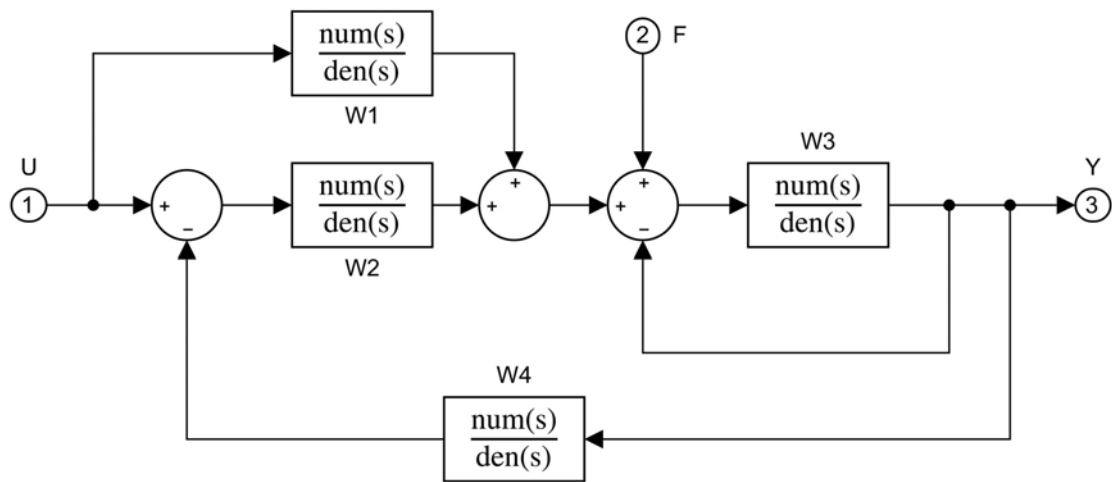 num(s)
den(s)
W1
2 F
W3
U
num(s)
den(s)
num(s)
den(s)
Y
1
+
−
+
+
+
+
−
3
W2
W4
num(s)
den(s)